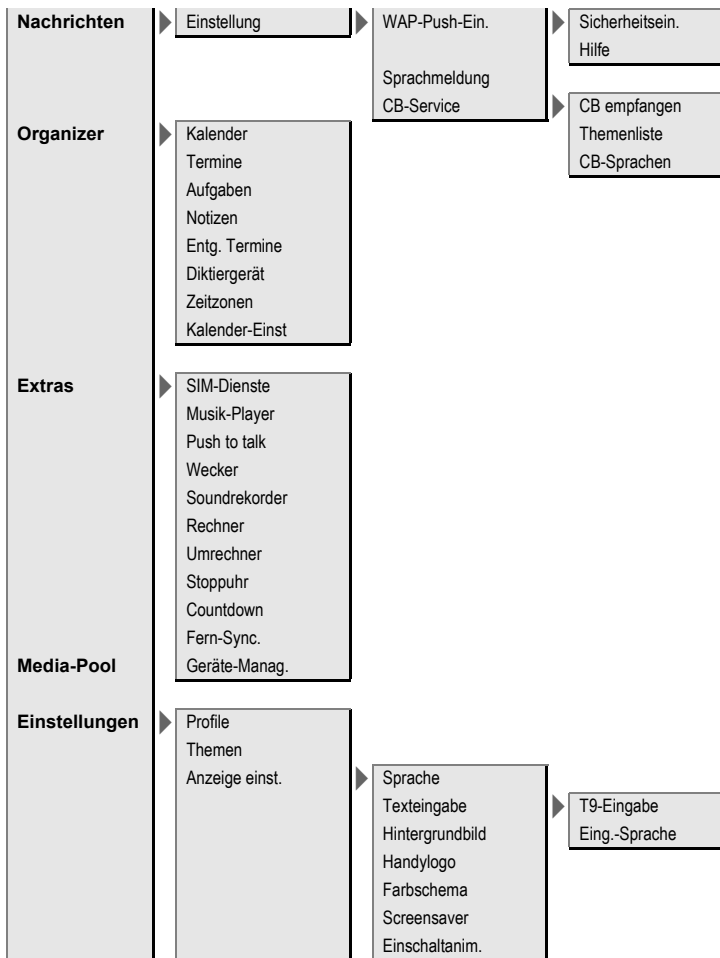 Nachrichten Einstellung WAP-Push-Ein. Sicherheitsein.
Hilfe
Sprachmeldung
CB-Service CB empfangen
Organizer Kalender Themenliste
Termine CB-Sprachen
Aufgaben
Notizen
Entg. Termine
Diktiergerät
Zeitzonen
Kalender-Einst
Extras SIM-Dienste
Musik-Player
Push to talk
Wecker
Soundrekorder
Rechner
Umrechner
Stoppuhr
Countdown
Fern-Sync.
Media-Pool Geräte-Manag.
Einstellungen Profile
Themen
Anzeige einst. Sprache
Texteingabe T9-Eingabe
Hintergrundbild Eing.-Sprache
Handylogo
Farbschema
Screensaver
Einschaltanim.